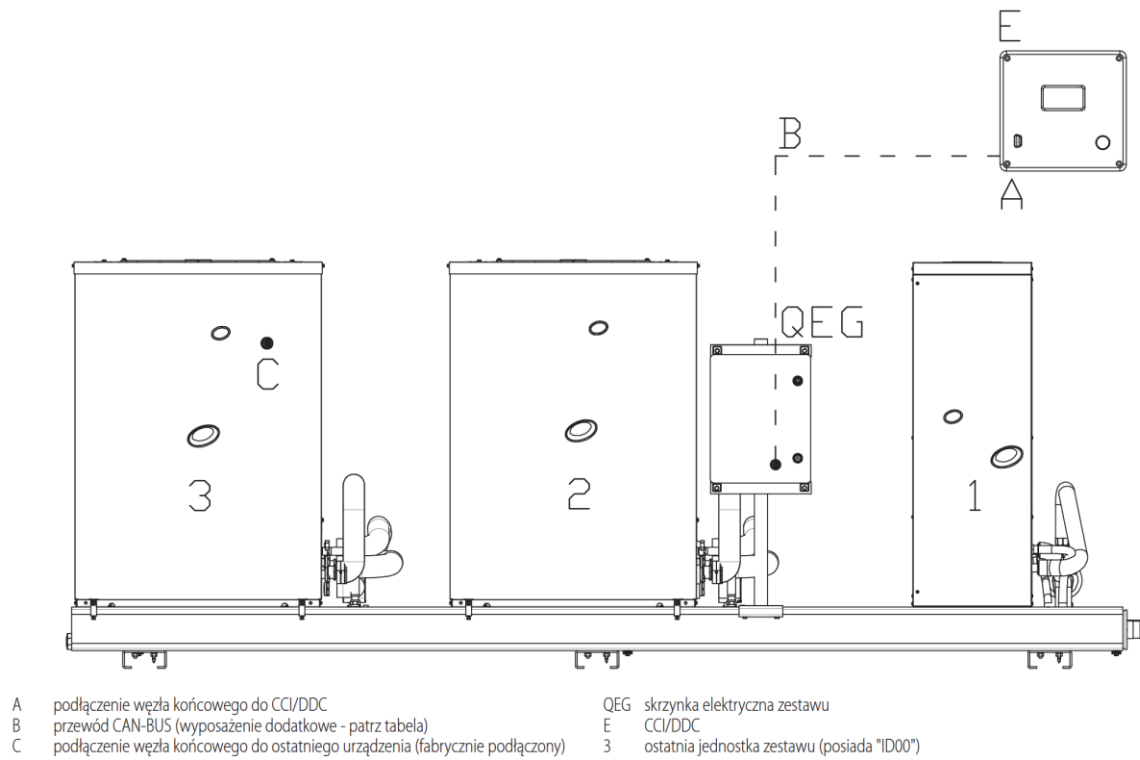 E
B
A
QEG
C
3
2
1
A podłączenie węzła końcowego do CCI/DDC
B przewód CAN-BUS (wyposażenie dodatkowe - patrz tabela)
C podłączenie węzła końcowego do ostatniego urządzenia (fabrycznie podłączony)
QEG skrzynka elektryczna zestawu
E CCI/DDC
3 ostatnia jednostka zestawu (posiada "ID00")